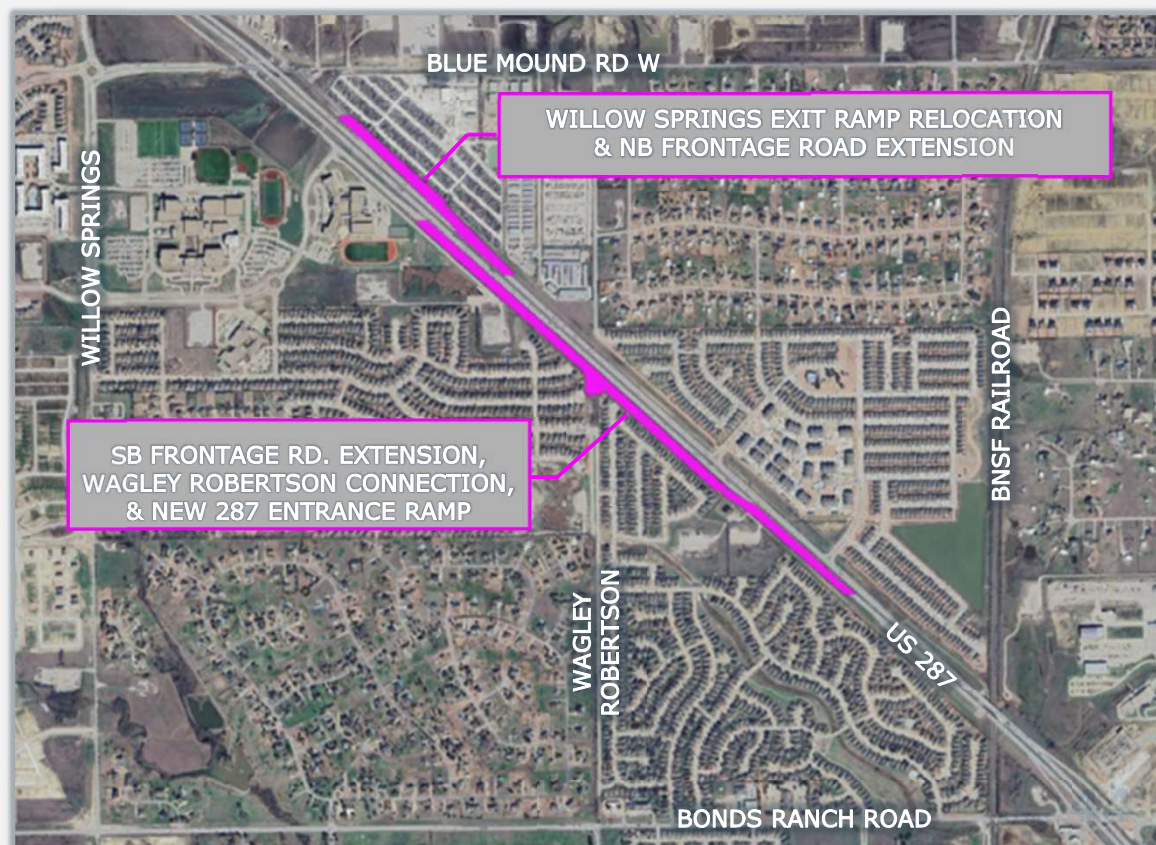 BLUE MOUND RD W
WILLOW SPRINGS EXIT RAMP RELOCATION
& NB FRONTAGE ROAD EXTENSION
WILLOW SPRINGS
BNSF RAILROAD
SB FRONTAGE RD. EXTENSION,
WAGLEY ROBERTSON CONNECTION,
& NEW 287 ENTRANCE RAMP
WAGLEY
ROBERTSON
US 287
BONDS RANCH ROAD